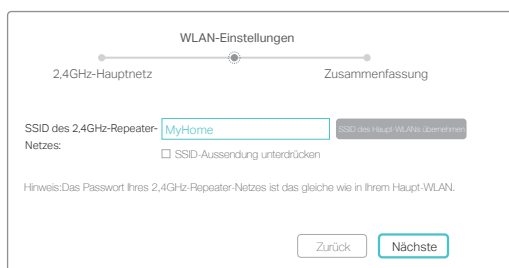 WLAN-Einstellungen
2,4GHz-Hauptnetz
Zusammenfassung
SSID des 2,4GHz-Repeater-
Netzes:
MyHome
SSID des Haupt-WLANs übernehmen
SSID-Aussendung unterdrücken
Hinweis:Das Passwort Ihres 2,4GHz-Repeater-Netzes ist das gleiche wie in Ihrem Haupt-WLAN.
Zurück
Nächste